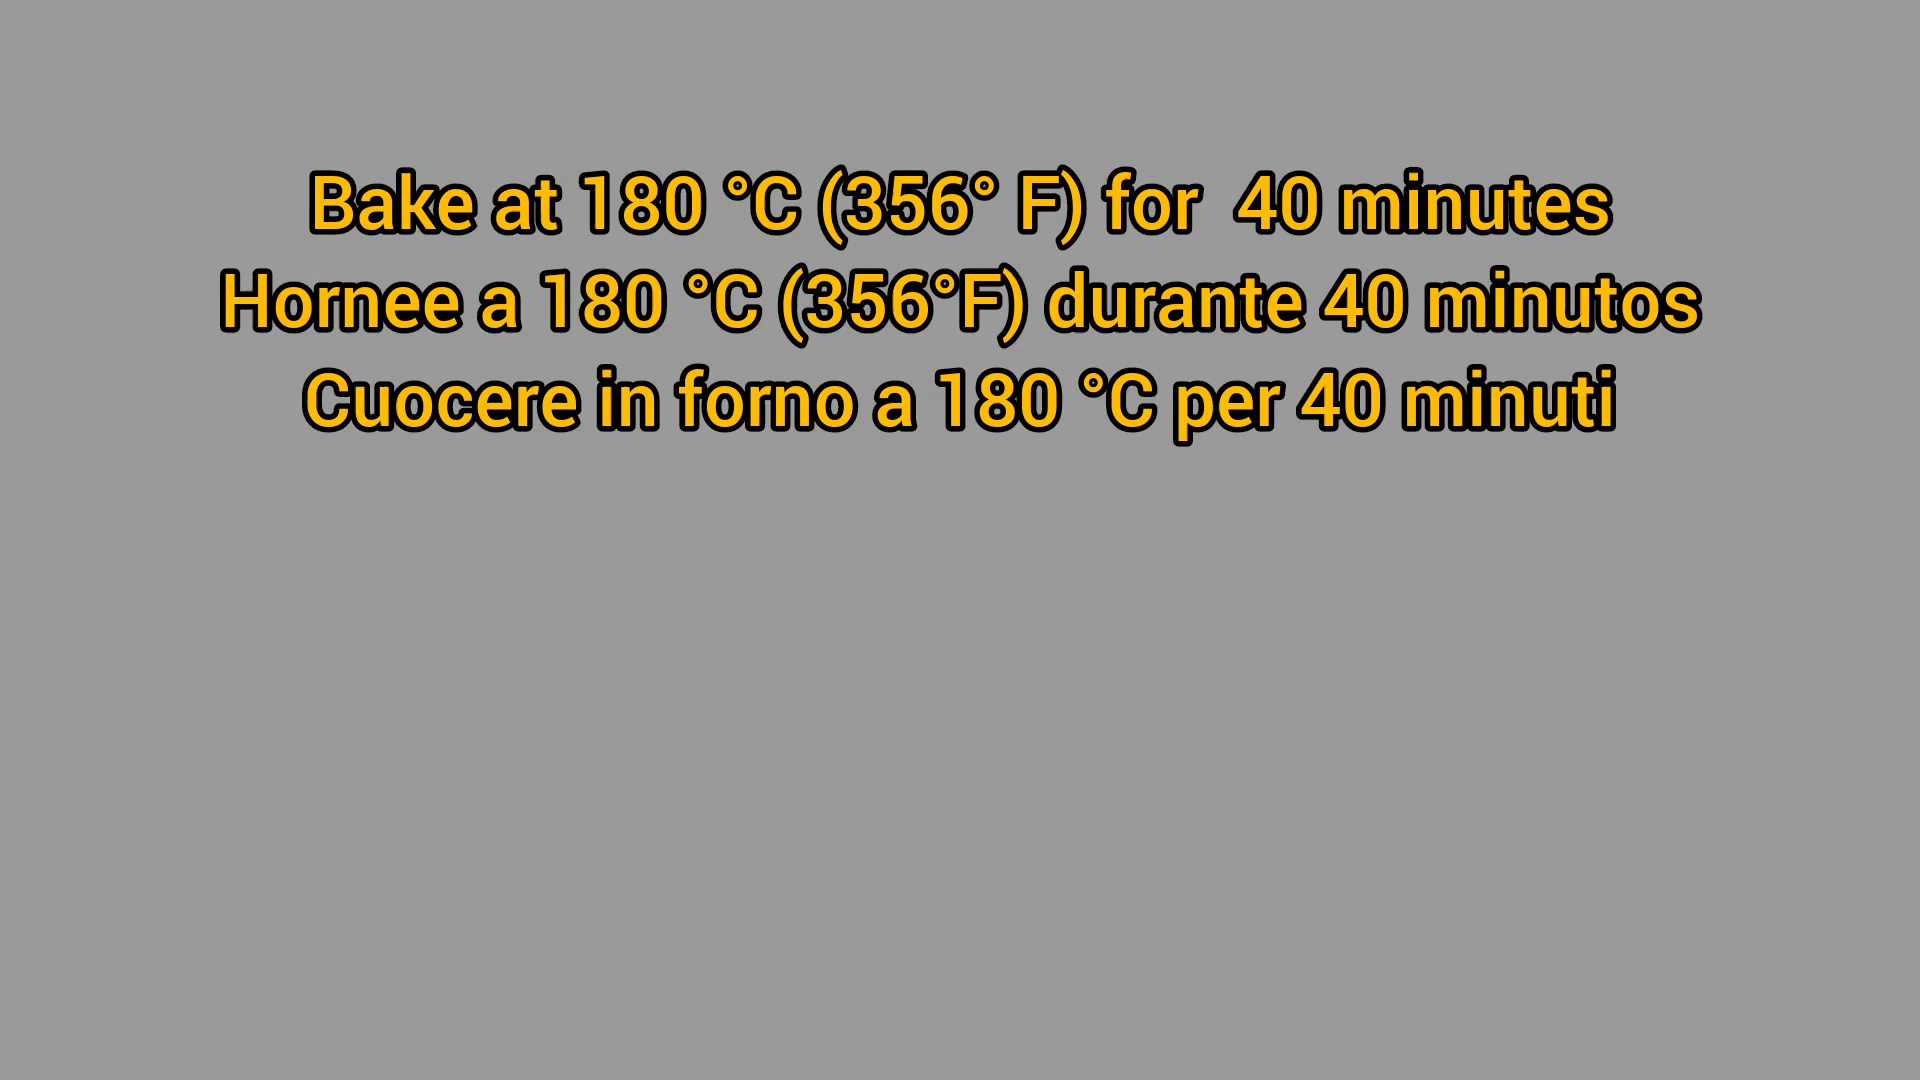 Bake at 180 °C (356° F) for  40 minutes
Hornee a 180 °C (356°F) durante 40 minutos
Cuocere in forno a 180 °C per 40 minuti